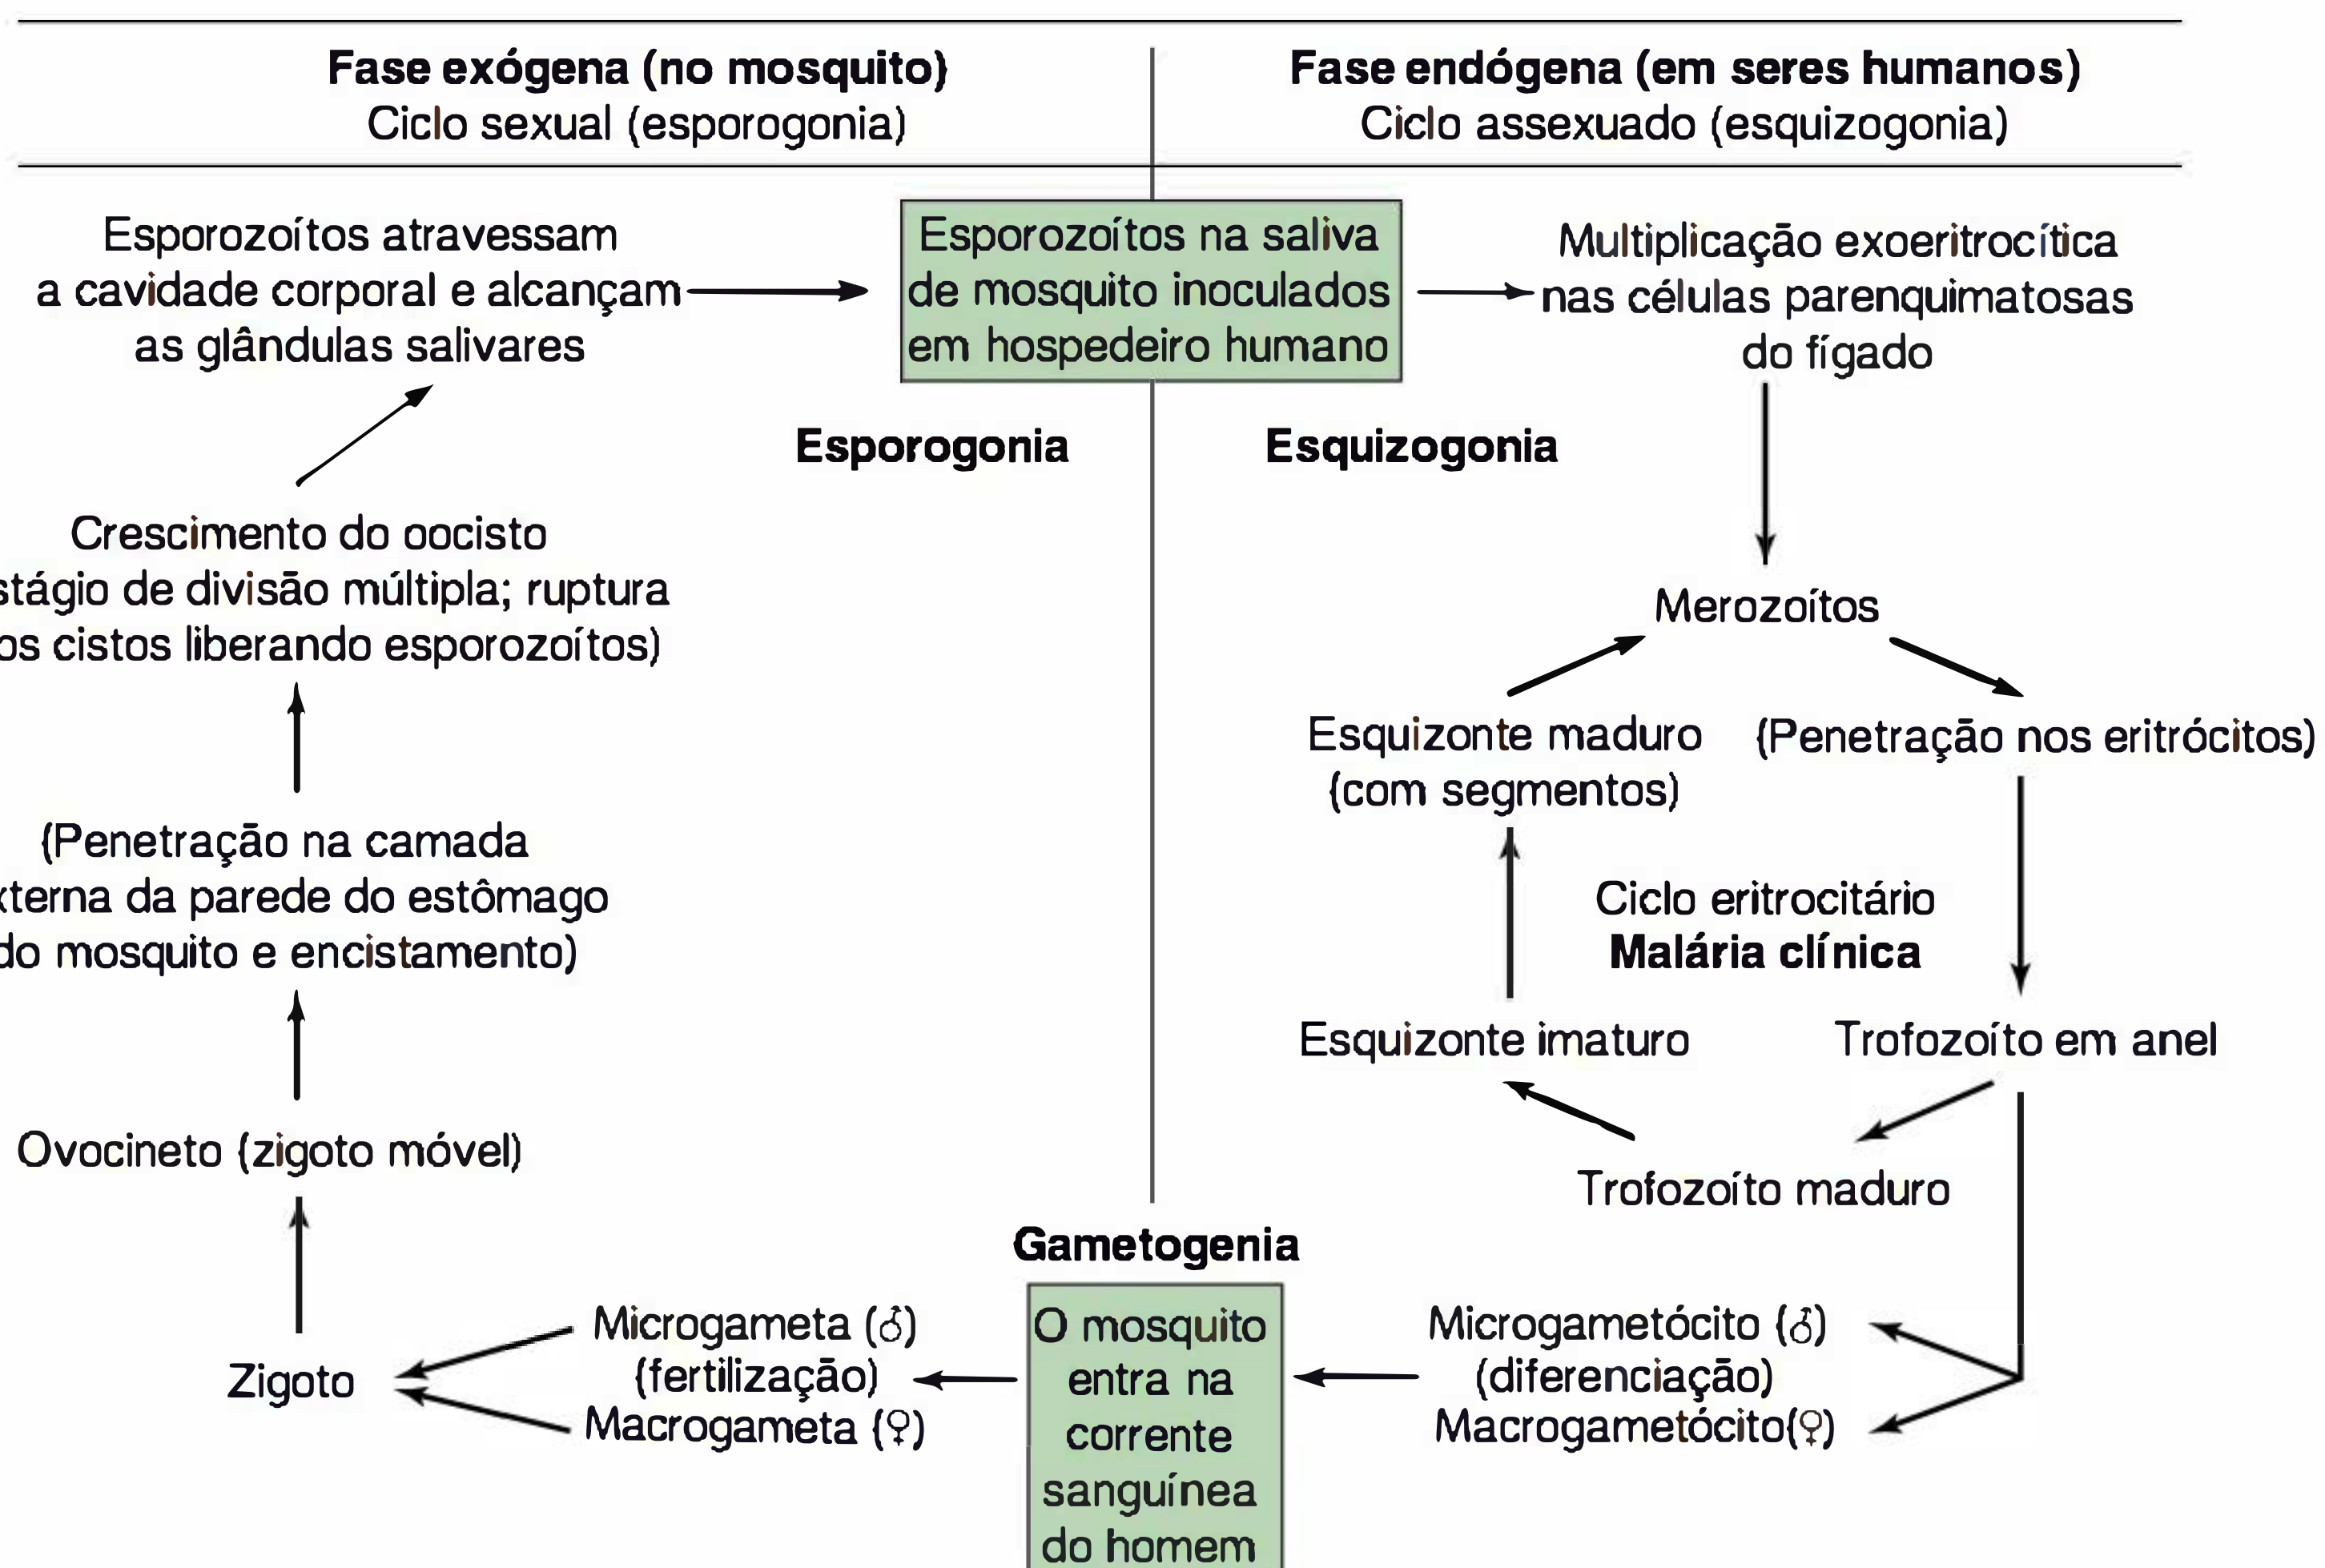 Fase exógena (no mosquito)
Ciclo sexual (esporogonia)
Fase endógena (em seres humanos)
Ciclo assexuado (esquizogonia)
Esporozoítos atravessam
a cavidade corporal e alcançam
as glândulas salivares
Esporozoítos na saliva
de mosquito inoculados
em hospedeiro humano
Multiplicação exoeritrocítica
nas células parenquimatosas
do fígado
Esporogonia
Esquizogonia
Crescimento do oocisto
stágio de divisão múltipla; ruptura
os cistos liberando esporozoítos)
Merozoítos
Esquizonte maduro
(com segmentos)
(Penetração nos eritrócitos)
(Penetração na camada
xterna da parede do estômago
do mosquito e encistamento)
Ciclo eritrocitário
Malária clínica
Esquizonte imaturo
Trofozoíto em anel
Ovocineto (zigoto móvel)
Trofozoíto maduro
Gametogenia
Zigoto
Microgameta (♂)
(fertilização)
Macrogameta (♀)
O mosquito
entra na
corrente
sanguínea
do homem
Microgametócito (♂)
(diferenciação)
Macrogametócito(♀)